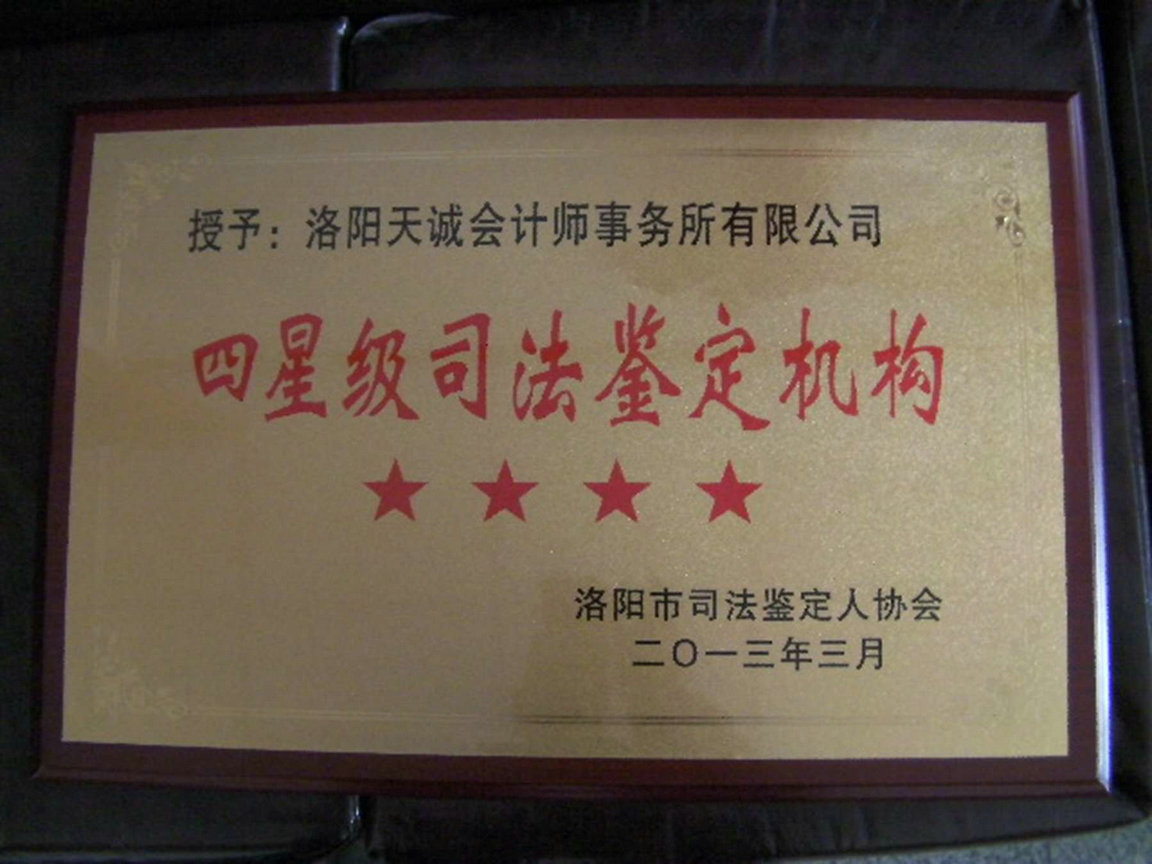 授予：洛阳天诚会计师事务所有限公司
四星级司法鉴定机构
★★★★
洛阳市司法鉴定人协会
二〇一三年三月